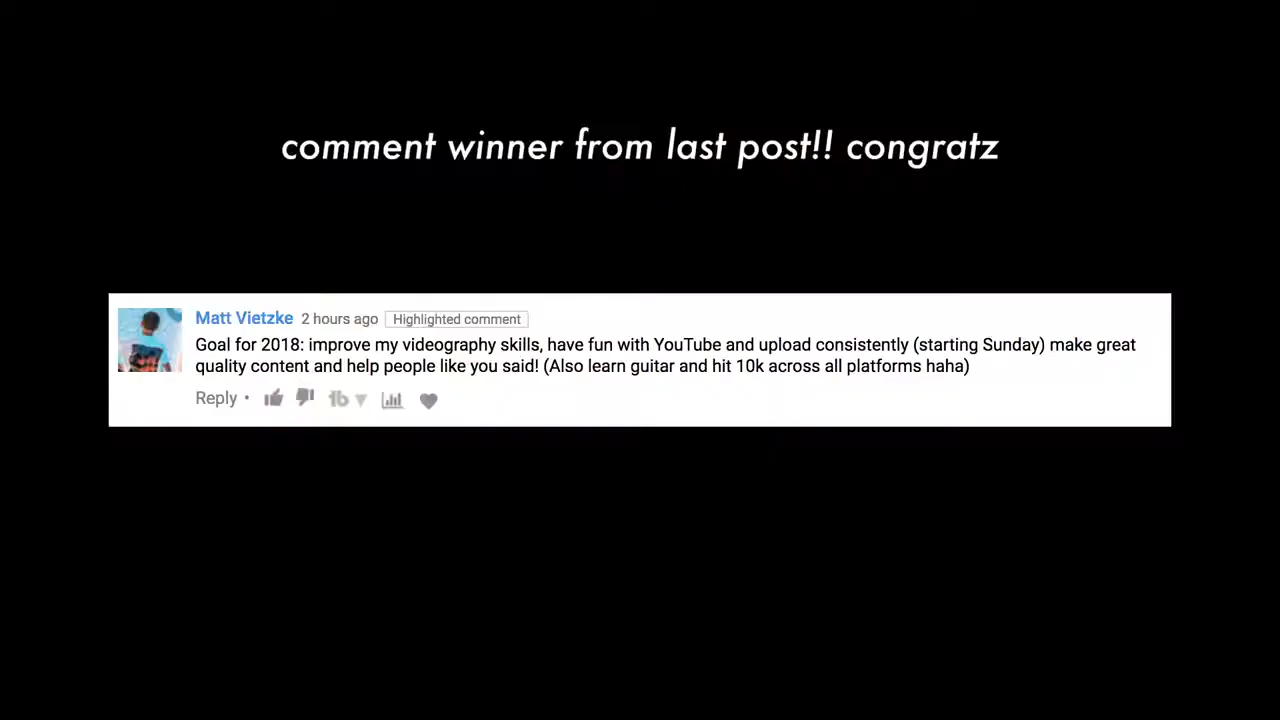 comment winner from last post!! congratz
Matt Vietzke 2 hours ago Highlighted comment
Goal for 2018: improve my videography skills, have fun with YouTube and upload consistently (starting Sunday) make great
quality content and help people like you said! (Also learn guitar and hit 10k across all platforms haha)
Reply •